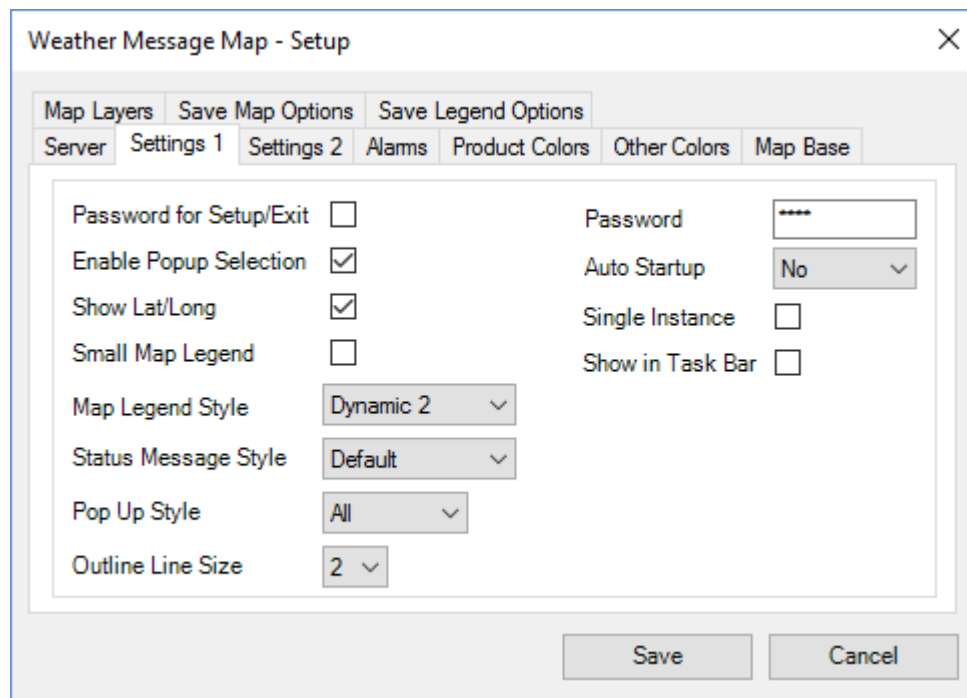 Weather Message Map - Setup
Map Layers Save Map Options Save Legend Options
Server Settings 1 Settings 2 Alarms Product Colors Other Colors Map Base
Password for Setup/Exit
Password ****
Enable Popup Selection
Auto Startup No
Show Lat/Long
Single Instance
Small Map Legend
Show in Task Bar
Map Legend Style Dynamic 2
Status Message Style Default
Pop Up Style All
Outline Line Size 2
Save Cancel